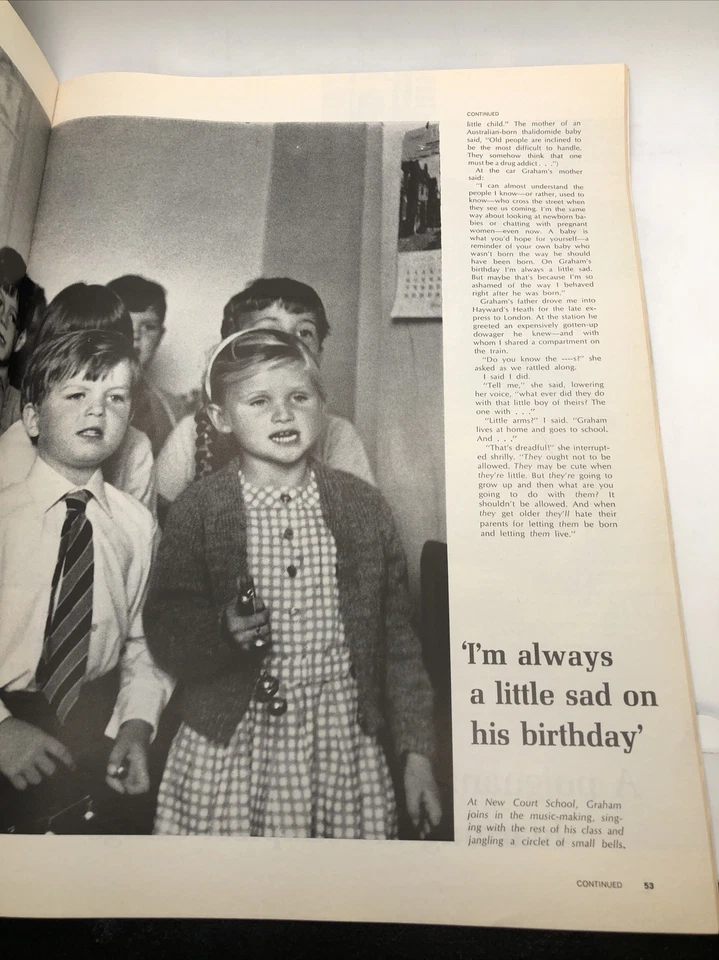 CONTINUED
little child." The mother of an
Australian-born thalidomide baby
said, "Old people are inclined to
be the most difficult to handle.
They somehow think that one
must be a drug addict. . .")
At the car Graham's mother
said:
"I can almost understand the
people I know—or rather, used to
know—who cross the street when
they see us coming. I'm the same
way about looking at newborn ba-
bies or chatting with pregnant
women—even now. A baby is
what you'd hope for yourself—a
reminder of your own baby who
wasn't born the way he should
have been born. On Graham's
birthday I'm always a little sad.
But maybe that's because I'm so
ashamed of the way I behaved
right after he was born."
Graham's father drove me into
Hayward's Heath for the late ex-
press to London. At the station he
greeted an expensively gotten-up
dowager he knew—and with
whom I shared a compartment on
the train.
"Do you know the ----s?" she
asked as we rattled along.
I said I did.
"Tell me," she said, lowering
her voice, "what ever did they do
with that little boy of theirs? The
one with . . ."
"Little arms?" I said. "Graham
lives at home and goes to school.
And . . ."
"That's dreadful!" she interrupt-
ed shrilly. "They ought not to be
allowed. They may be cute when
they're little. But they're going to
grow up and then what are you
going to do with them? It
shouldn't be allowed. And when
they get older they'll hate their
parents for letting them be born
and letting them live."
'I'm always
a little sad on
his birthday'
At New Court School, Graham
joins in the music-making, sing-
ing with the rest of his class and
jangling a circlet of small bells.
CONTINUED 53